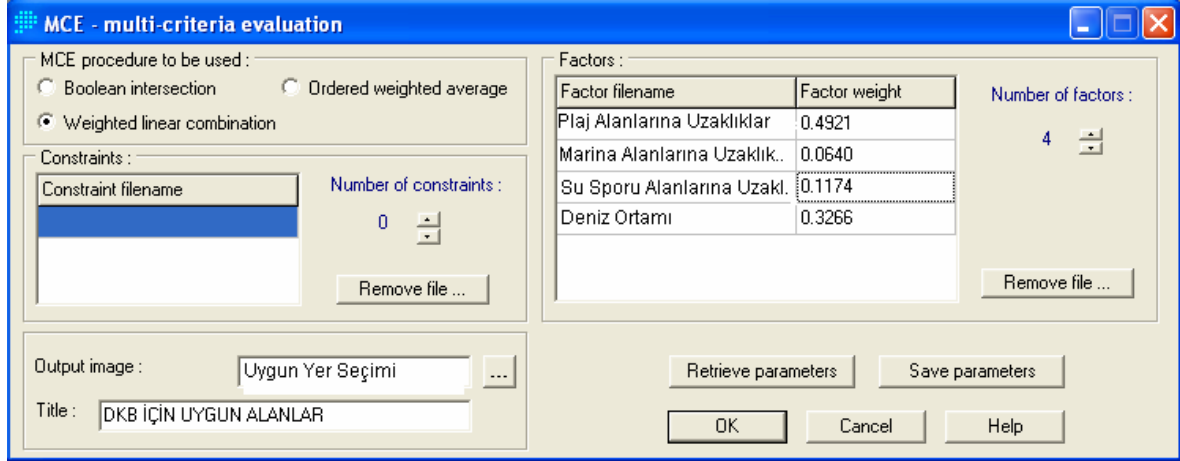 MCE - multi-criteria evaluation
MCE procedure to be used :
Boolean intersection
Ordered weighted average
Weighted linear combination
Constraints :
Constraint filename
Number of constraints :
0
Remove file ...
Factors :
Factor filename Factor weight
Plaj Alanlarına Uzaklıklar 0.4921
Marina Alanlarına Uzaklık.. 0.0640
Su Sporu Alanlarına Uzakl. 0.1174
Deniz Ortamı 0.3266
Number of factors :
4
Remove file ...
Output image : Uygun Yer Seçimi ...
Title : DKB İÇİN UYGUN ALANLAR
Retrieve parameters
Save parameters
OK
Cancel
Help